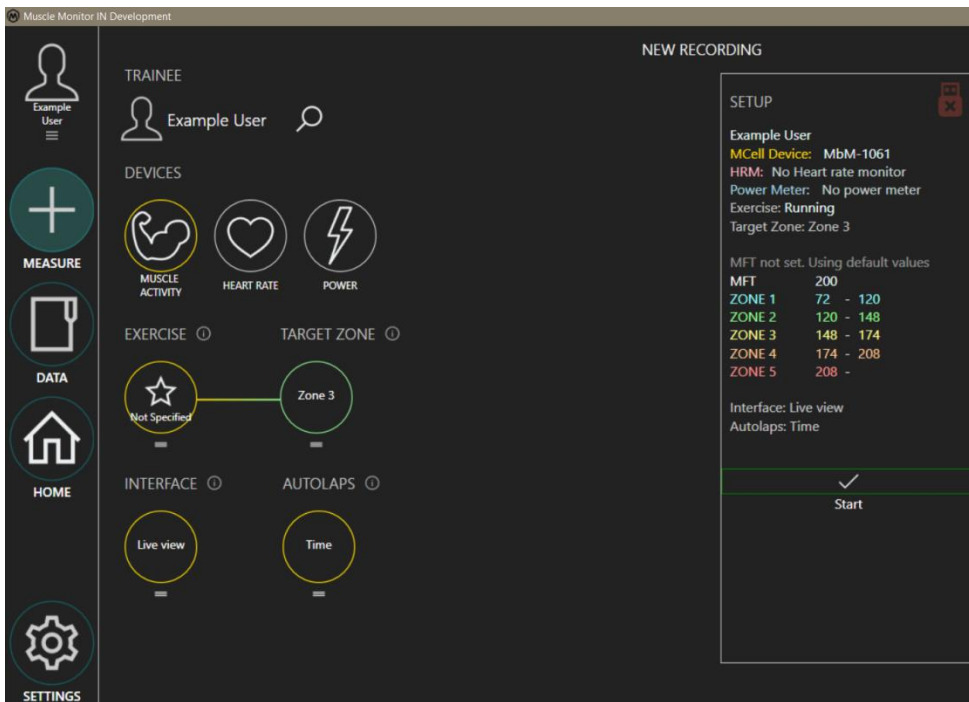 Muscle Monitor IN Development
Example
User
MEASURE
DATA
HOME
SETTINGS
NEW RECORDING
TRAINEE
Example User
DEVICES
MUSCLE
ACTIVITY
HEART RATE
POWER
EXERCISE
TARGET ZONE
Not Specified
Zone 3
INTERFACE
AUTOLAPS
Live view
Time
SETUP
Example User
MCell Device: MbM-1061
HRM: No Heart rate monitor
Power Meter: No power meter
Exercise: Running
Target Zone: Zone 3
MFT not set. Using default values
MFT 200
ZONE 1 72 - 120
ZONE 2 120 - 148
ZONE 3 148 - 174
ZONE 4 174 - 208
ZONE 5 208 -
Interface: Live view
Autolaps: Time
Start